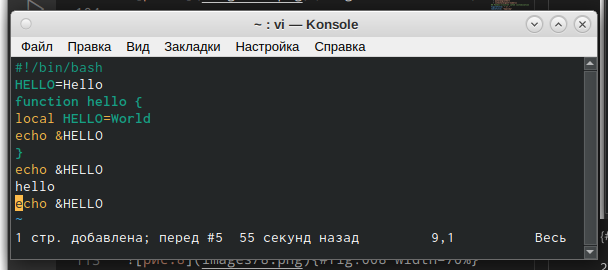 ~ : vi — Konsole
Файл Правка Вид Закладки Настройка Справка
#!/bin/bash
HELLO=Hello
function hello {
local HELLO=World
echo &HELLO
}
echo &HELLO
hello
echo &HELLO
~
1 стр. добавлена; перед #5 55 секунд назад 9,1 Весь